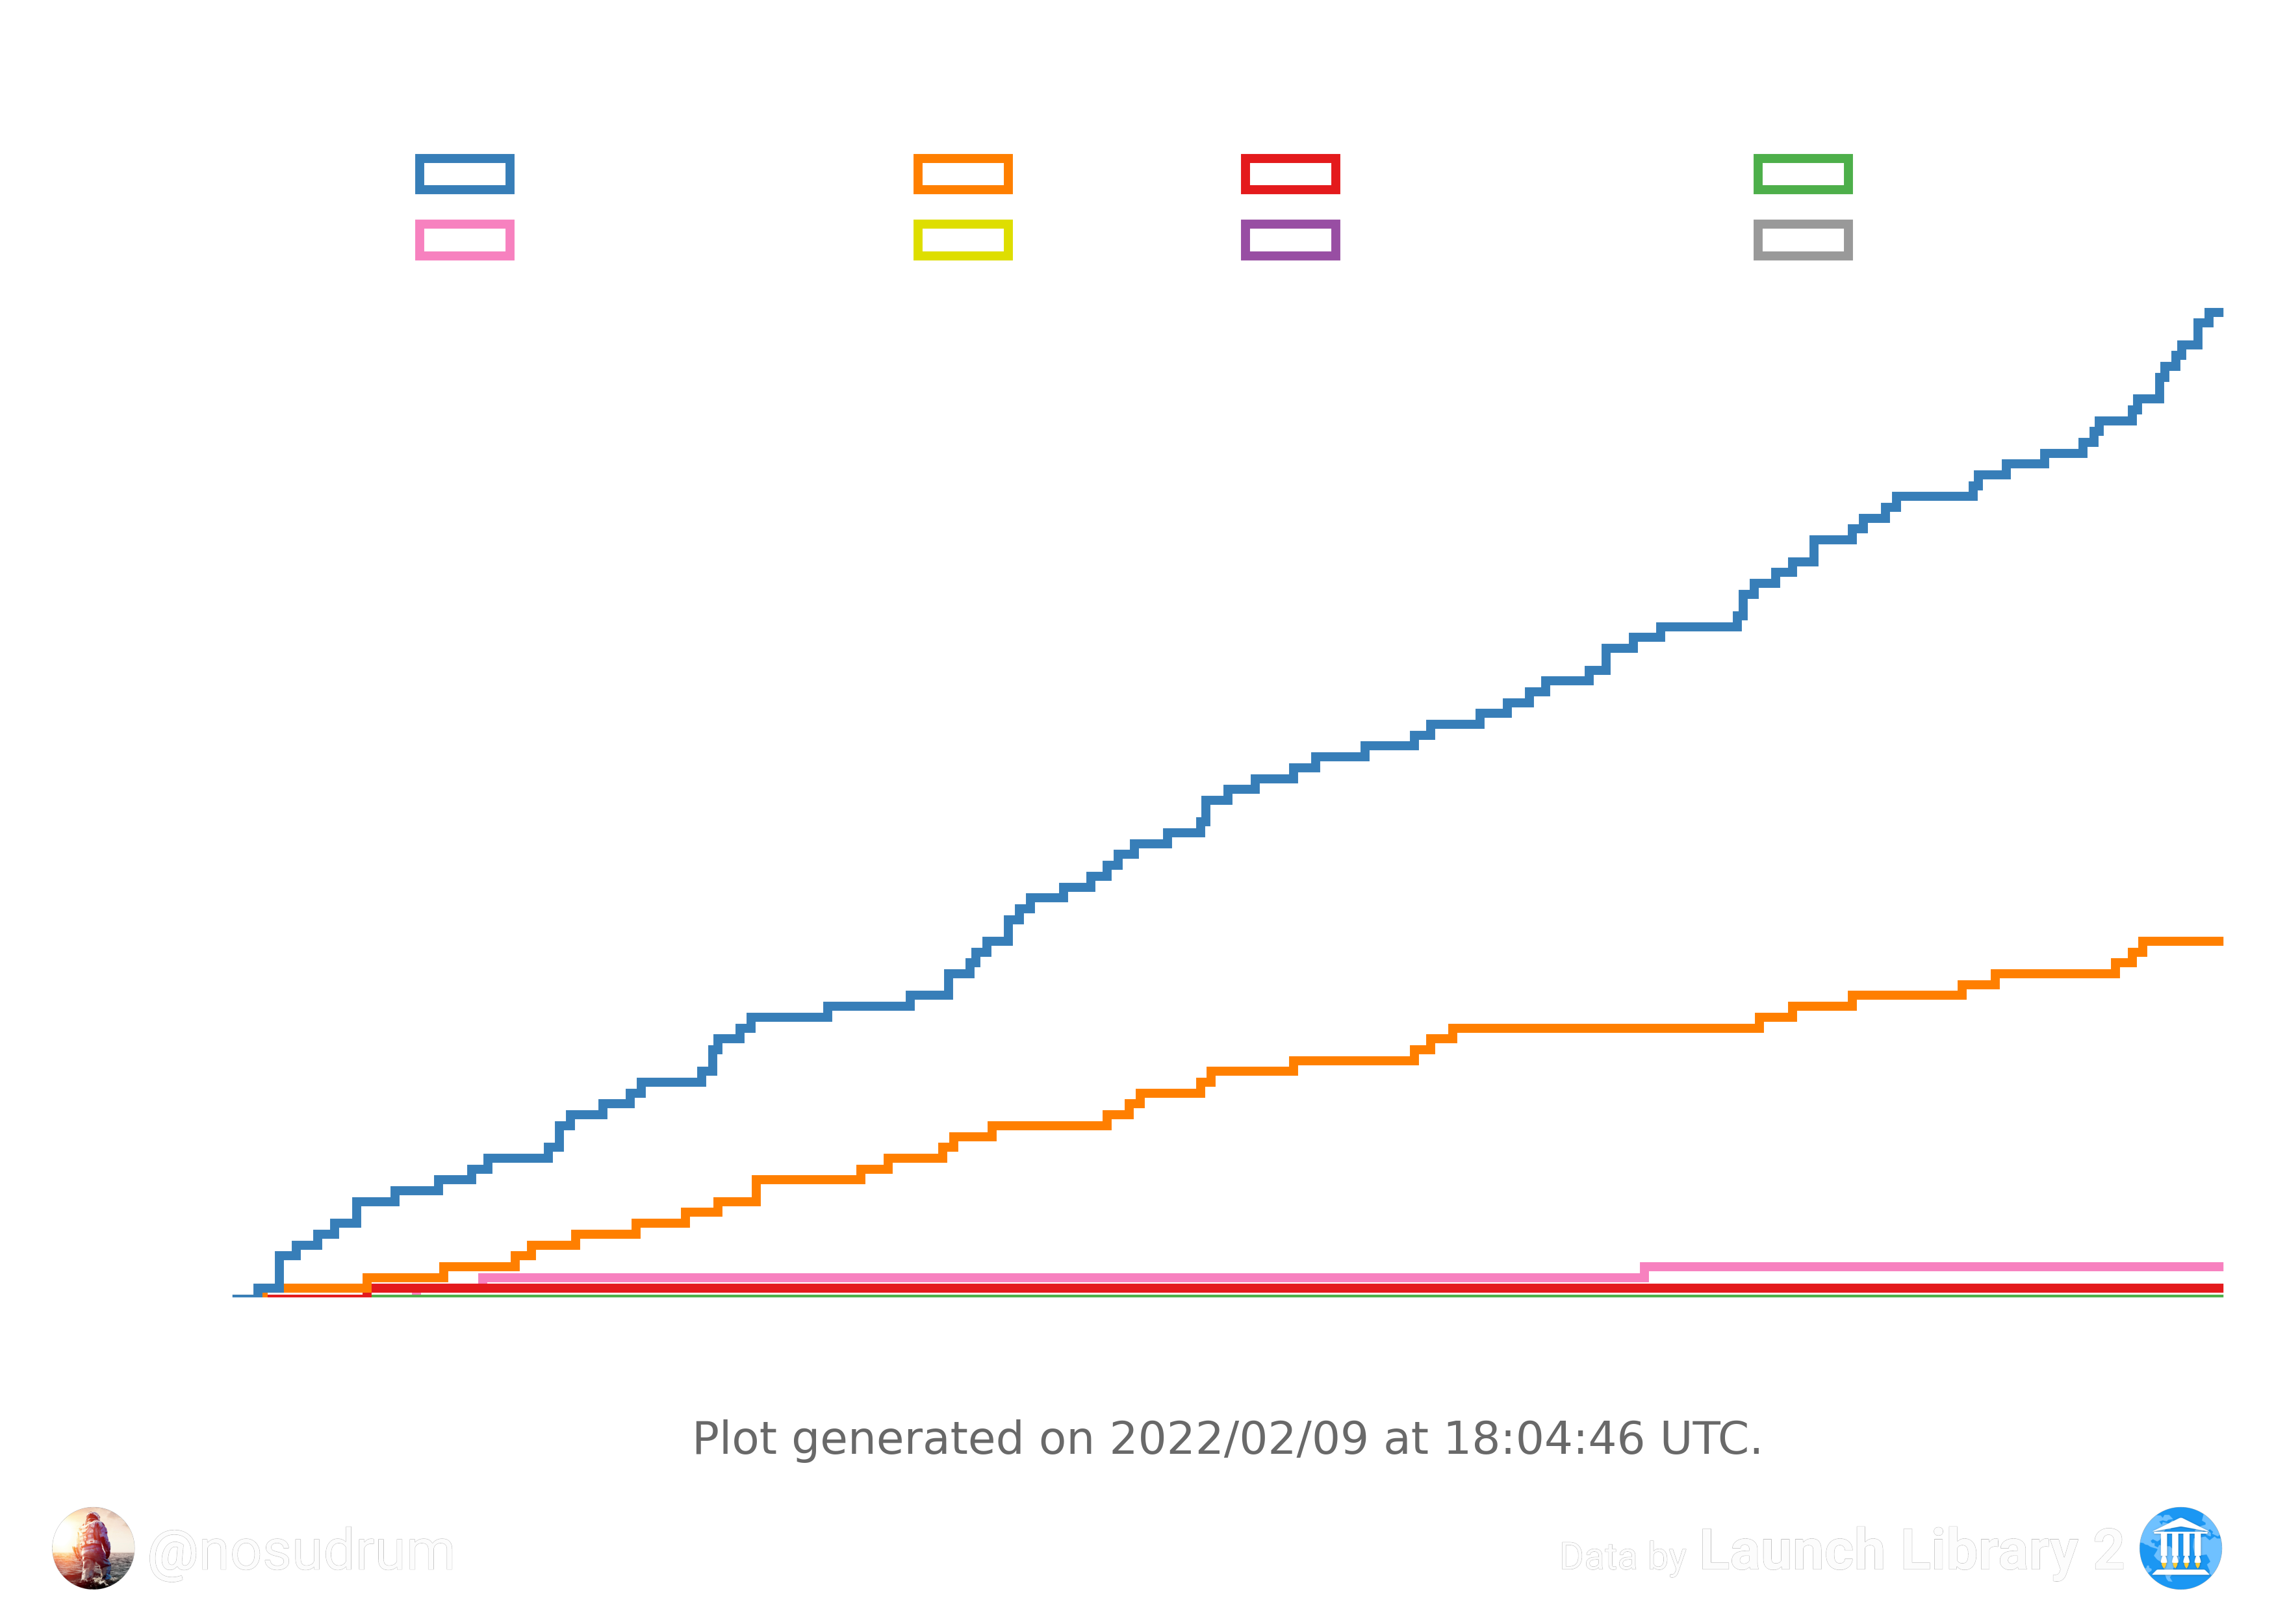 Plot generated on 2022/02/09 at 18:04:46 UTC.
@nosudrum
Data by Launch Library 2